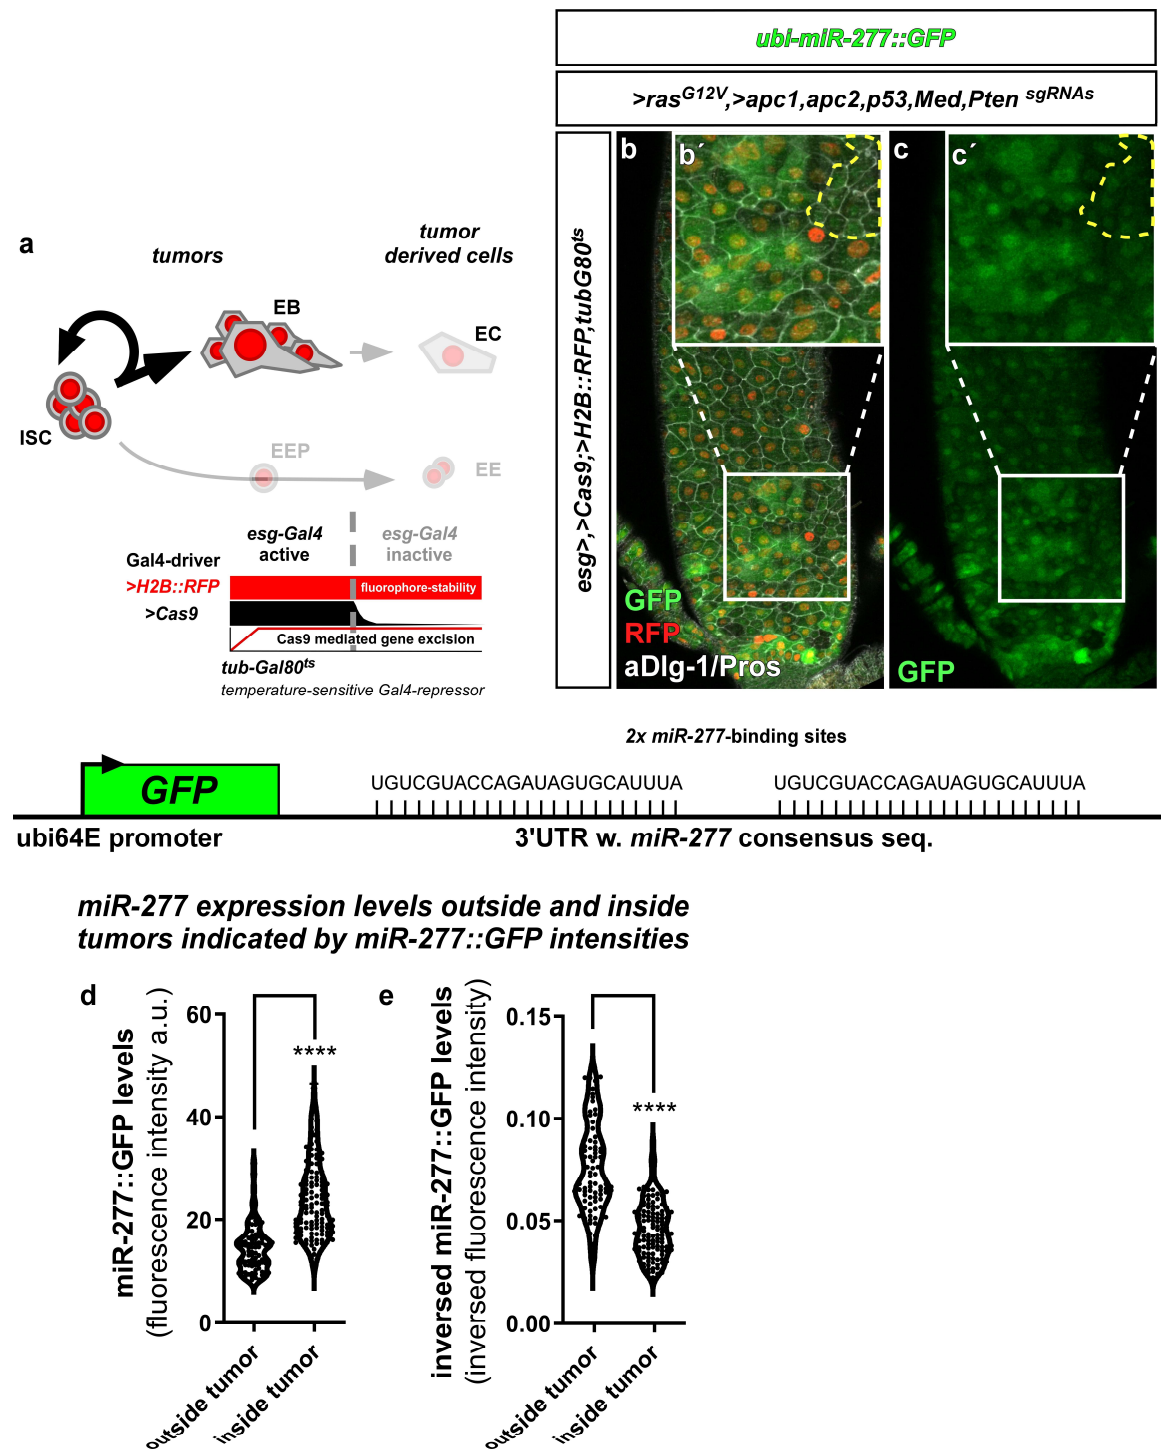 ubi-miR-277::GFP
>rasG12V,>apc1,apc2,p53,Med,Pten sgRNAs
esg>,>Cas9;>H2B::RFP,tubG80ts
b
b´
c
c´
GFP
RFP
aDlg-1/Pros
GFP
a
tumors
tumor
derived cells
EB
EC
ISC
EEP
EE
esg-Gal4
active
esg-Gal4
inactive
Gal4-driver
>H2B::RFP
fluorophore-stability
>Cas9
Cas9 mediated gene excision
tub-Gal80ts
temperature-sensitive Gal4-repressor
2x miR-277-binding sites
GFP
UGUCGUACCAGAUAGUGCAUUUA
UGUCGUACCAGAUAGUGCAUUUA
ubi64E promoter
3'UTR w. miR-277 consensus seq.
miR-277 expression levels outside and inside
tumors indicated by miR-277::GFP intensities
d
miR-277::GFP levels
(fluorescence intensity a.u.)
60
40
20
0
****
outside tumor
inside tumor
e
inversed miR-277::GFP levels
(inversed fluorescence intensity)
0.15
0.10
0.05
0.00
****
outside tumor
inside tumor